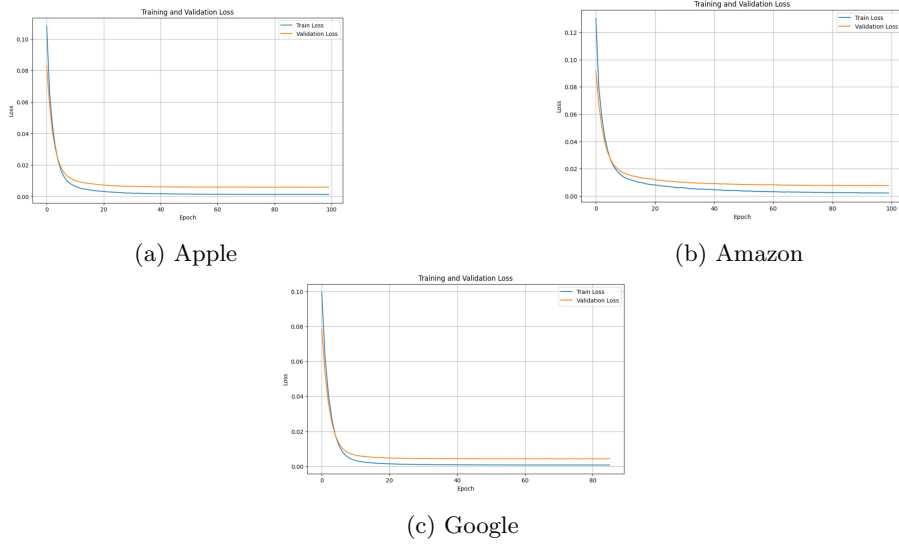 Training and Validation Loss
Train Loss
Validation Loss
0.10
0.08
0.06
0.04
0.02
0.00
Loss
0 20 40 60 80 100
Epoch
(a) Apple
Training and Validation Loss
Train Loss
Validation Loss
0.12
0.10
0.08
0.06
0.04
0.02
0.00
Loss
0 20 40 60 80 100
Epoch
(b) Amazon
Training and Validation Loss
Train Loss
Validation Loss
0.10
0.08
0.06
0.04
0.02
0.00
Loss
0 20 40 60 80
Epoch
(c) Google